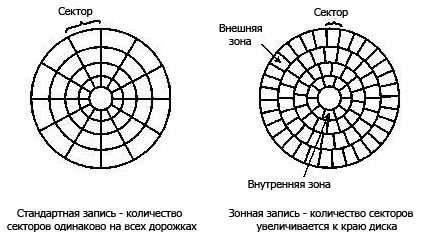 Сектор
Сектор
Внешняя
зона
Внутренняя зона
Стандартная запись - количество
секторов одинаково на всех дорожках
Зонная запись - количество секторов
увеличивается к краю диска